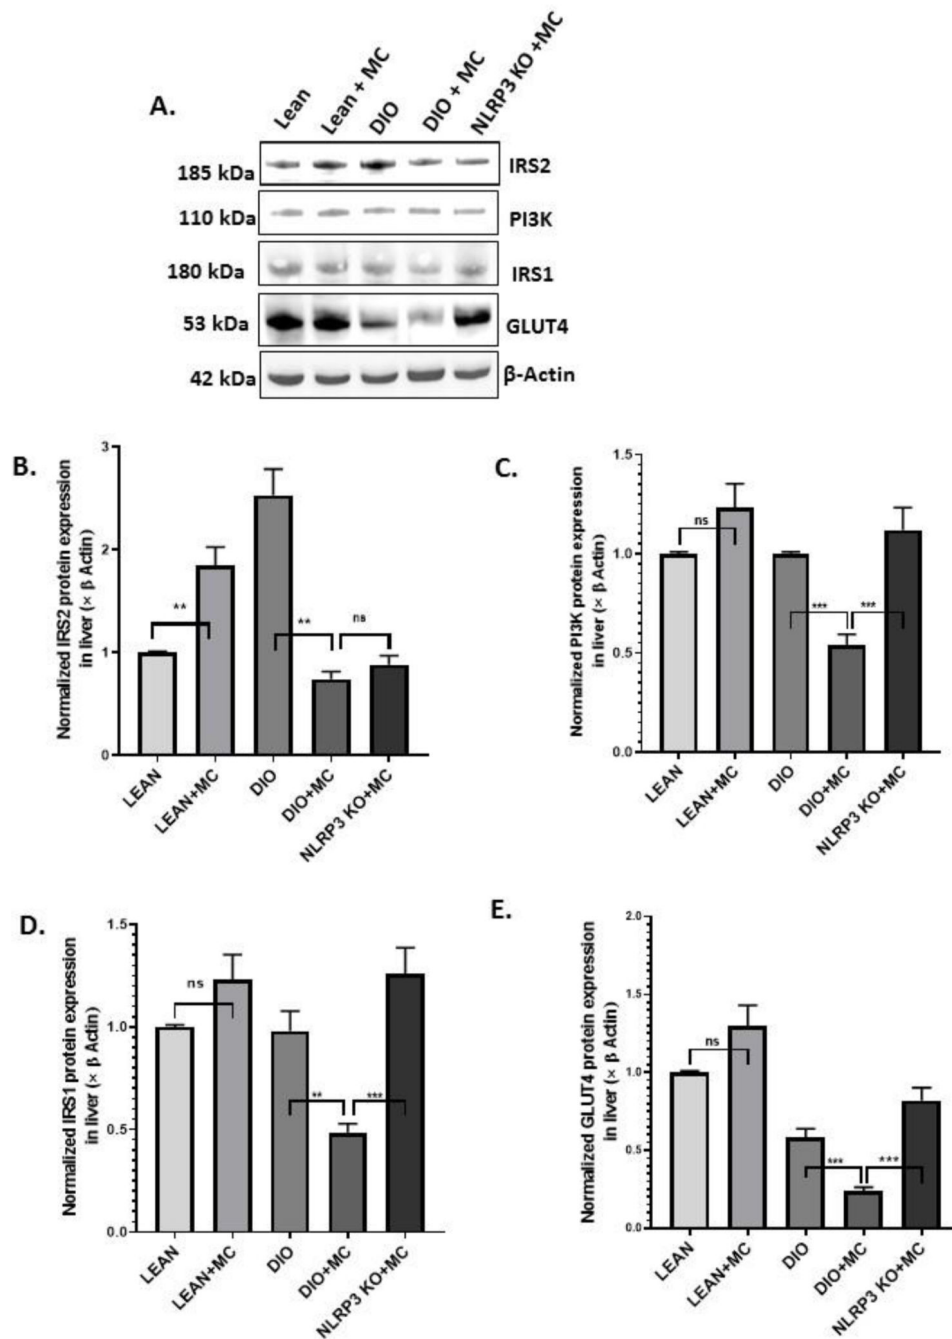 A.
Lean
Lean + MC
DIO
DIO + MC
NLRP3 KO +MC
185 kDa
IRS2
110 kDa
PI3K
180 kDa
IRS1
53 kDa
GLUT4
42 kDa
β-Actin
B.
Normalized IRS2 protein expression
in liver (× β Actin)
3
2
1
0
**
**
ns
LEAN
LEAN+MC
DIO
DIO+MC
NLRP3 KO+MC
C.
Normalized PI3K protein expression
in liver (× β Actin)
1.5
1.0
0.5
0.0
ns
***
***
LEAN
LEAN+MC
DIO
DIO+MC
NLRP3 KO+MC
D.
Normalized IRS1 protein expression
in liver (× β Actin)
1.5
1.0
0.5
0.0
ns
**
***
LEAN
LEAN+MC
DIO
DIO+MC
NLRP3 KO+MC
E.
Normalized GLUT4 protein expression
in liver (× β Actin)
2.0
1.5
1.0
0.5
0.0
ns
***
***
LEAN
LEAN+MC
DIO
DIO+MC
NLRP3 KO+MC